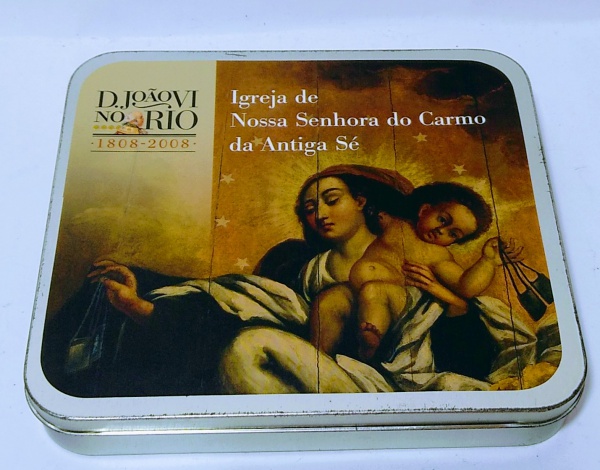 D. JOÃO VI
NO RIO
·1808-2008·
Igreja de
Nossa Senhora do Carmo
da Antiga Sé